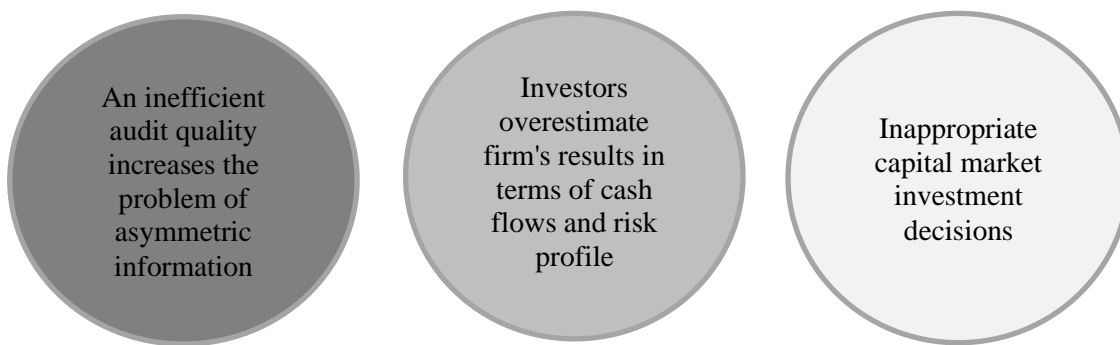 An inefficient
audit quality
increases the
problem of
asymmetric
information
Investors
overestimate
firm's results in
terms of cash
flows and risk
profile
Inappropriate
capital market
investment
decisions